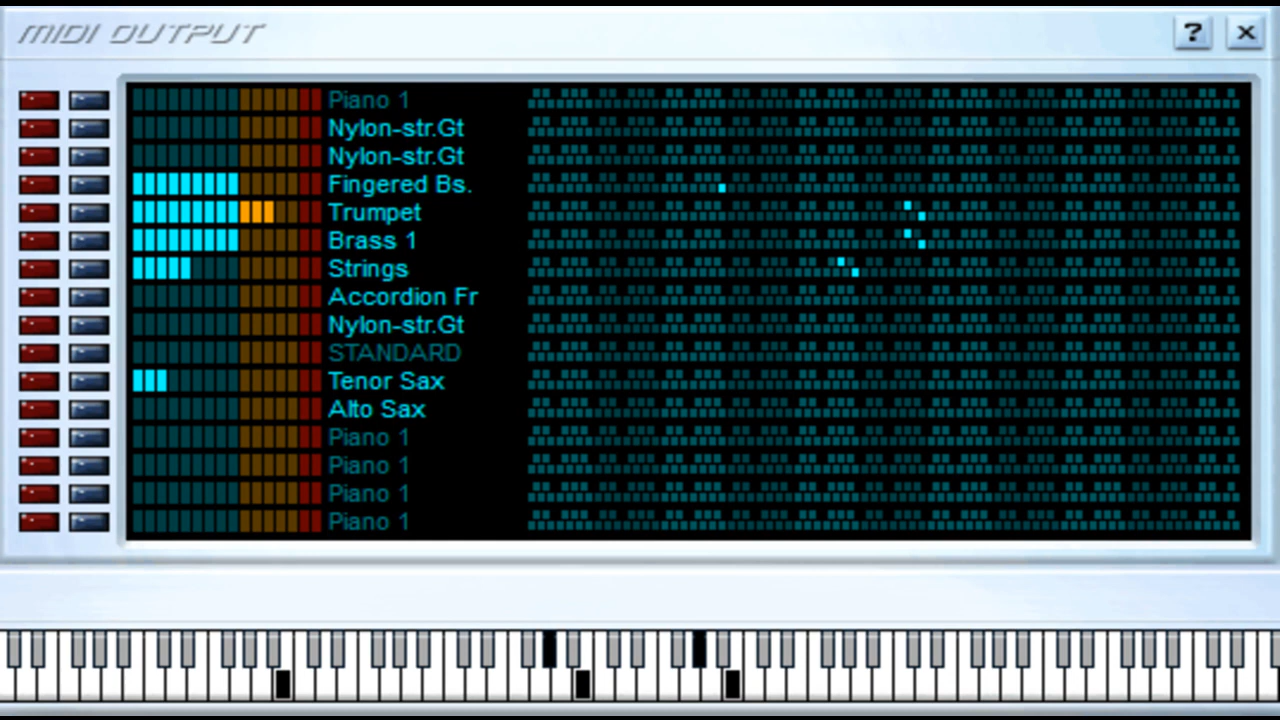 MIDI OUTPUT
?
Piano 1
Nylon-str.Gt
Nylon-str.Gt
Fingered Bs.
Trumpet
Brass 1
Strings
Accordion Fr
Nylon-str.Gt
STANDARD
Tenor Sax
Alto Sax
Piano 1
Piano 1
Piano 1
Piano 1